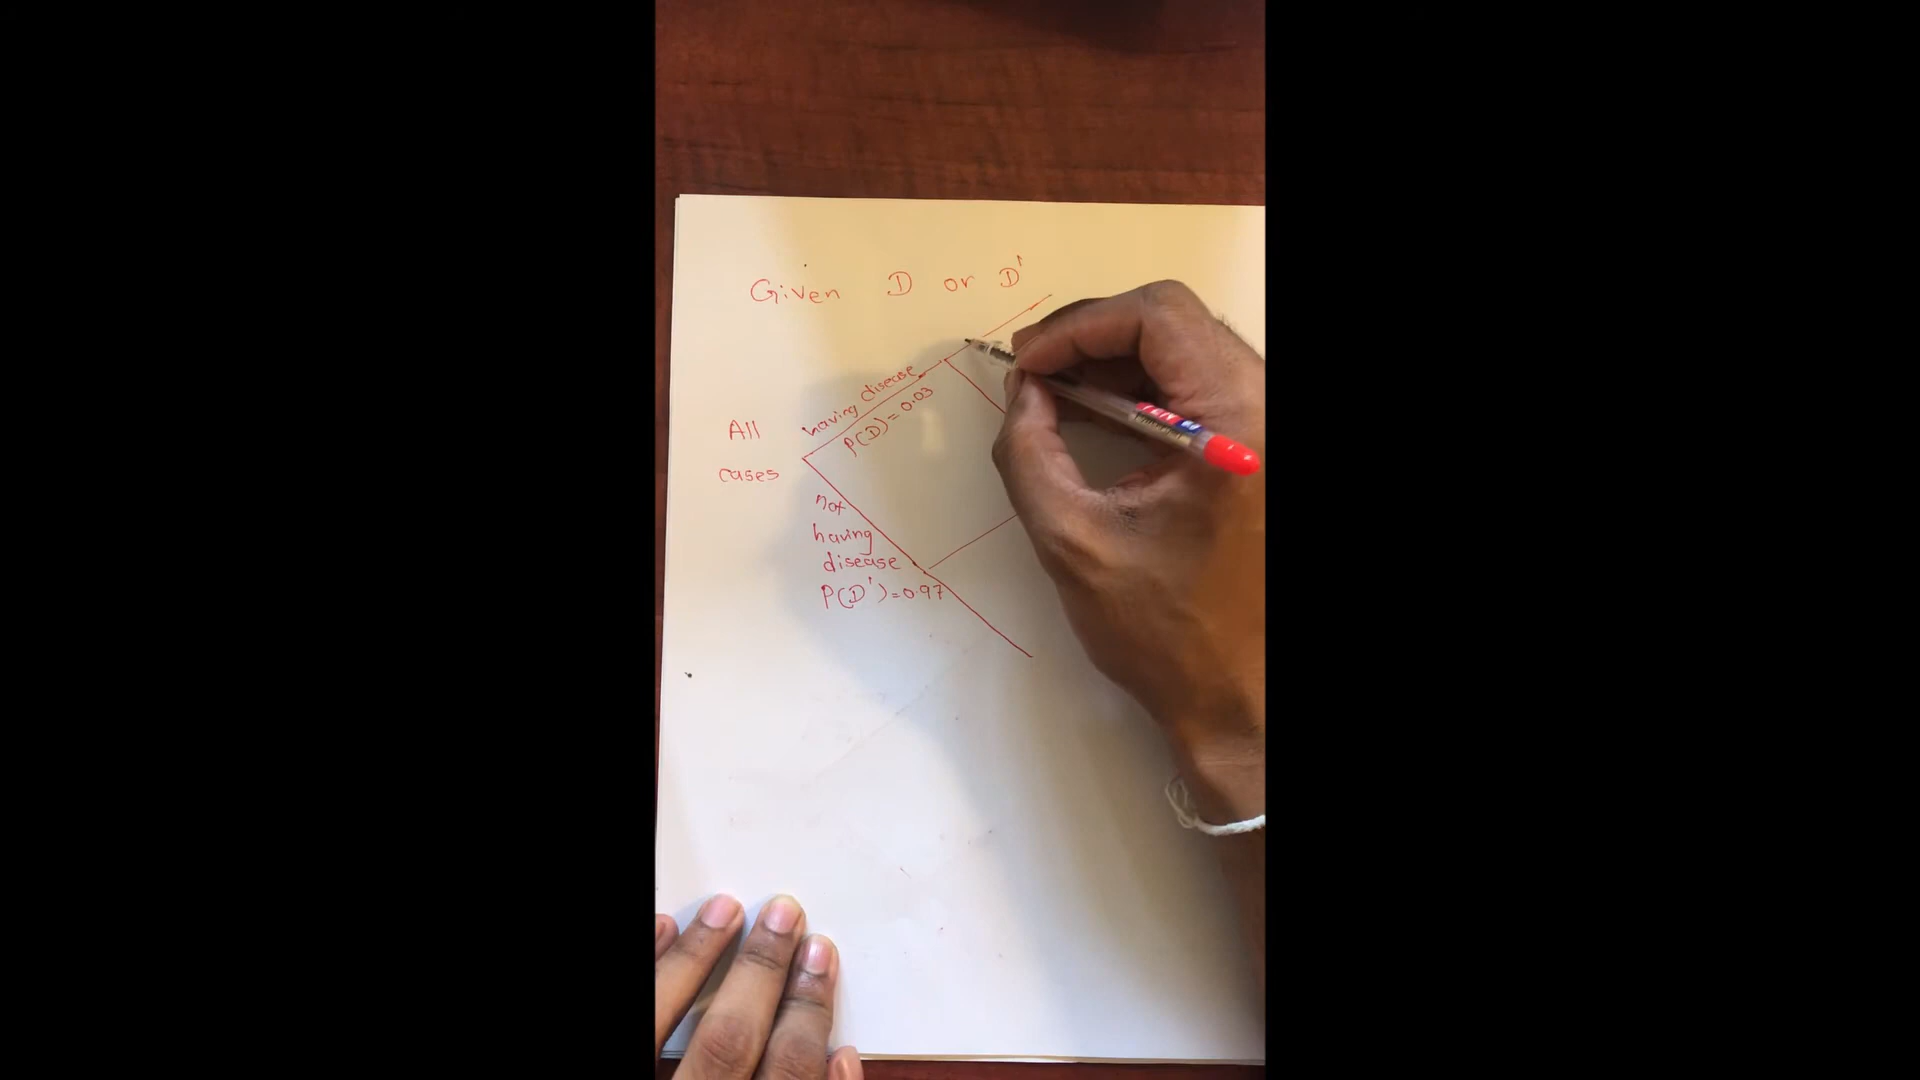 Given D or D'
having disease
P(D) = 0.03
All
cases
not
having
disease
P(D') = 0.97